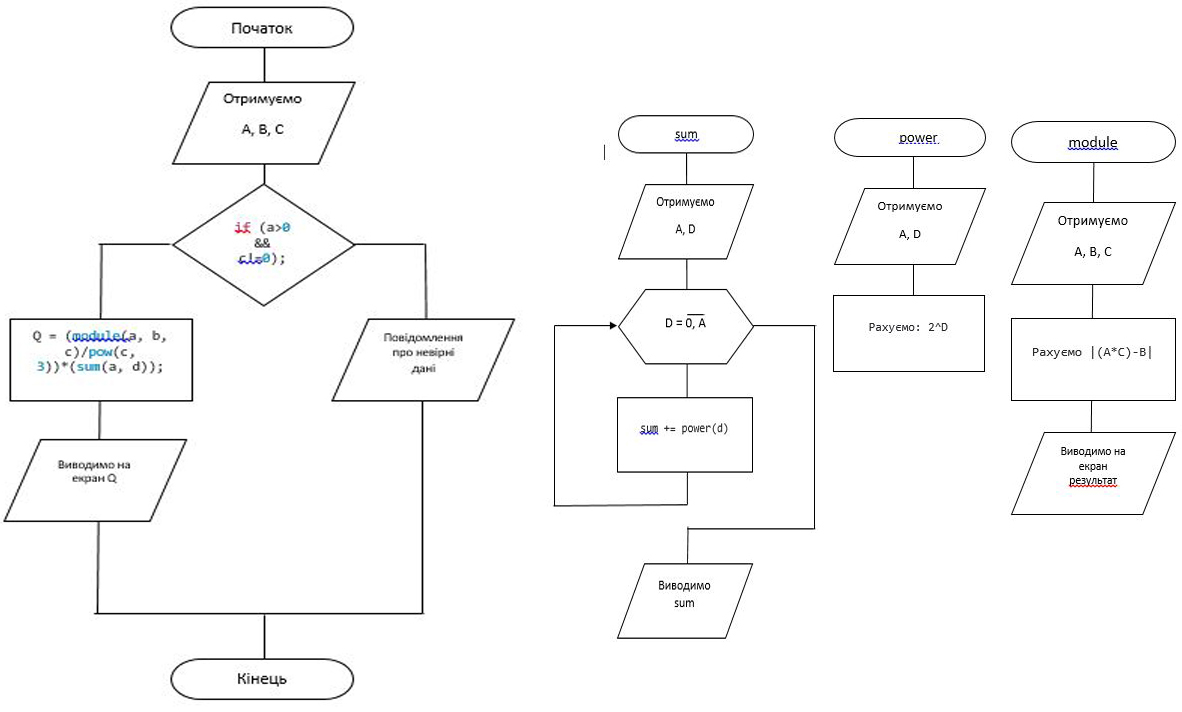 Початок
Отримуємо
A, B, C
if (a>0
&&
c!=0);
Q = (module(a, b,
c)/pow(c,
3))*(sum(a, d));
Повідомлення
про невірні
дані
Виводимо на
екран Q
Кінець
sum
Отримуємо
A, D
D = 0, A
sum += power(d)
Виводимо
sum
power
Отримуємо
A, D
Рахуємо: 2^D
module
Отримуємо
A, B, C
Рахуємо |(A*C)-B|
Виводимо на
екран
результат